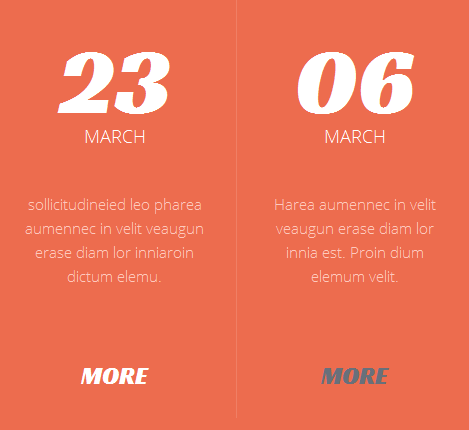 23
MARCH
sollicitudineied leo pharea
aumennec in velit veaugun
erase diam lor inniaroin
dictum elemu.
MORE
06
MARCH
Harea aumennec in velit
veaugun erase diam lor
innia est. Proin dium
elemum velit.
MORE